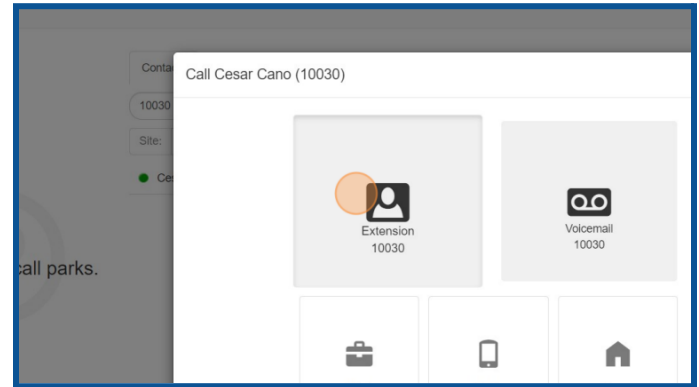 Conta
Call Cesar Cano (10030)
10030
Site:
Ce
Extension
10030
Voicemail
10030
call parks.